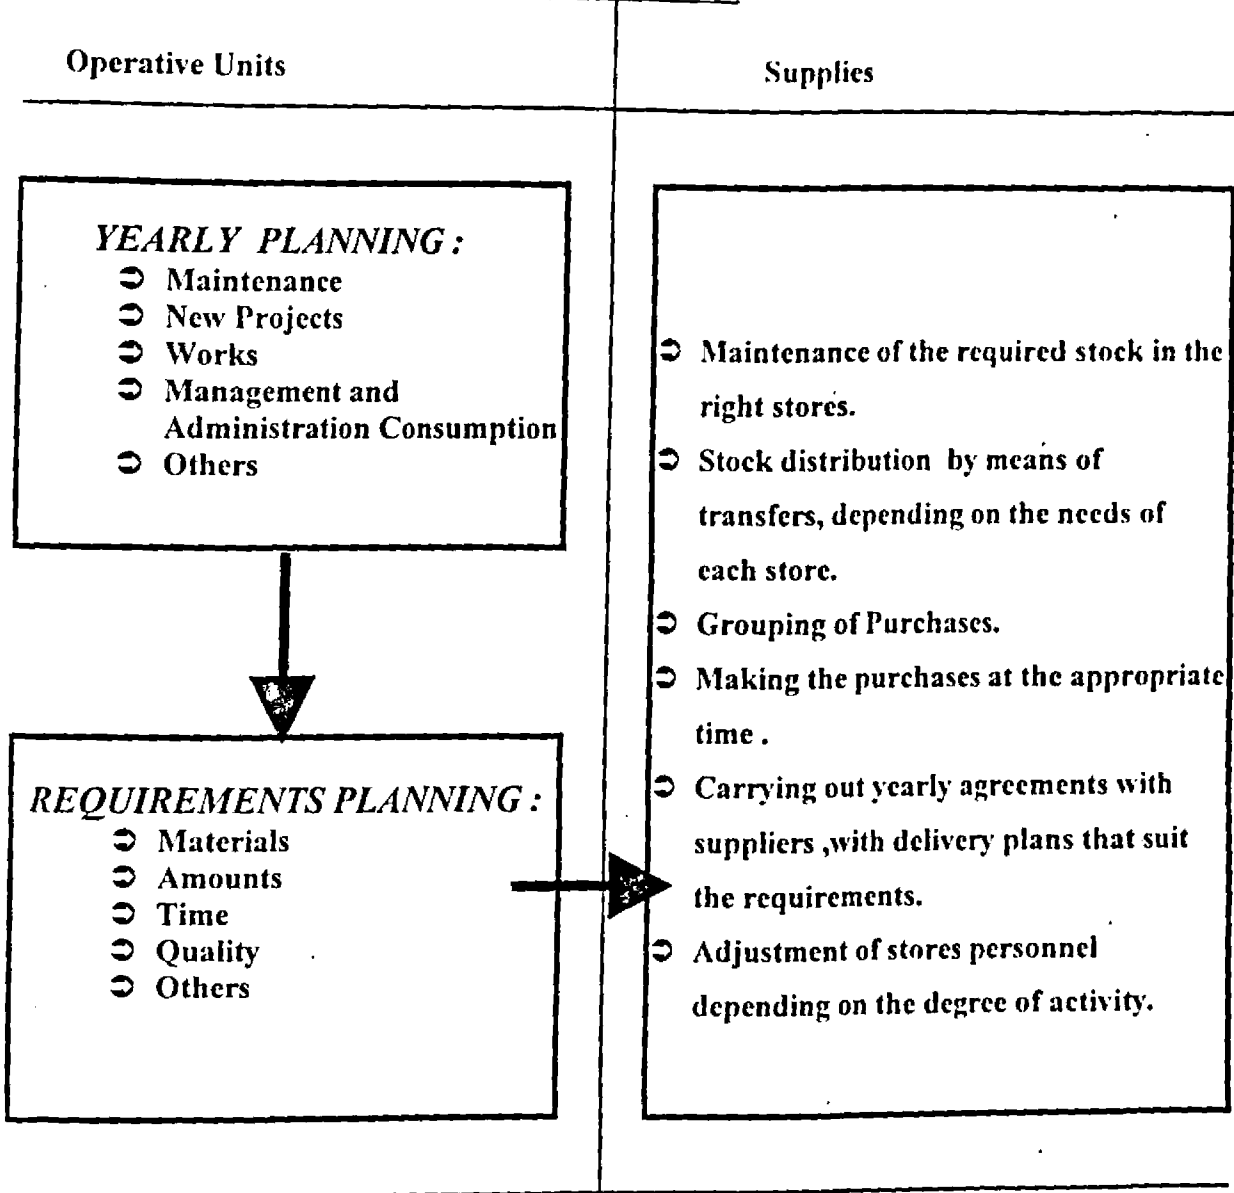 Operative Units
Supplies
YEARLY PLANNING :
➲ Maintenance
➲ New Projects
➲ Works
➲ Management and
Administration Consumption
➲ Others
REQUIREMENTS PLANNING :
➲ Materials
➲ Amounts
➲ Time
➲ Quality
➲ Others
➲ Maintenance of the required stock in the
right stores.
➲ Stock distribution by means of
transfers, depending on the needs of
each store.
➲ Grouping of Purchases.
➲ Making the purchases at the appropriate
time .
➲ Carrying out yearly agreements with
suppliers ,with delivery plans that suit
the requirements.
➲ Adjustment of stores personnel
depending on the degree of activity.